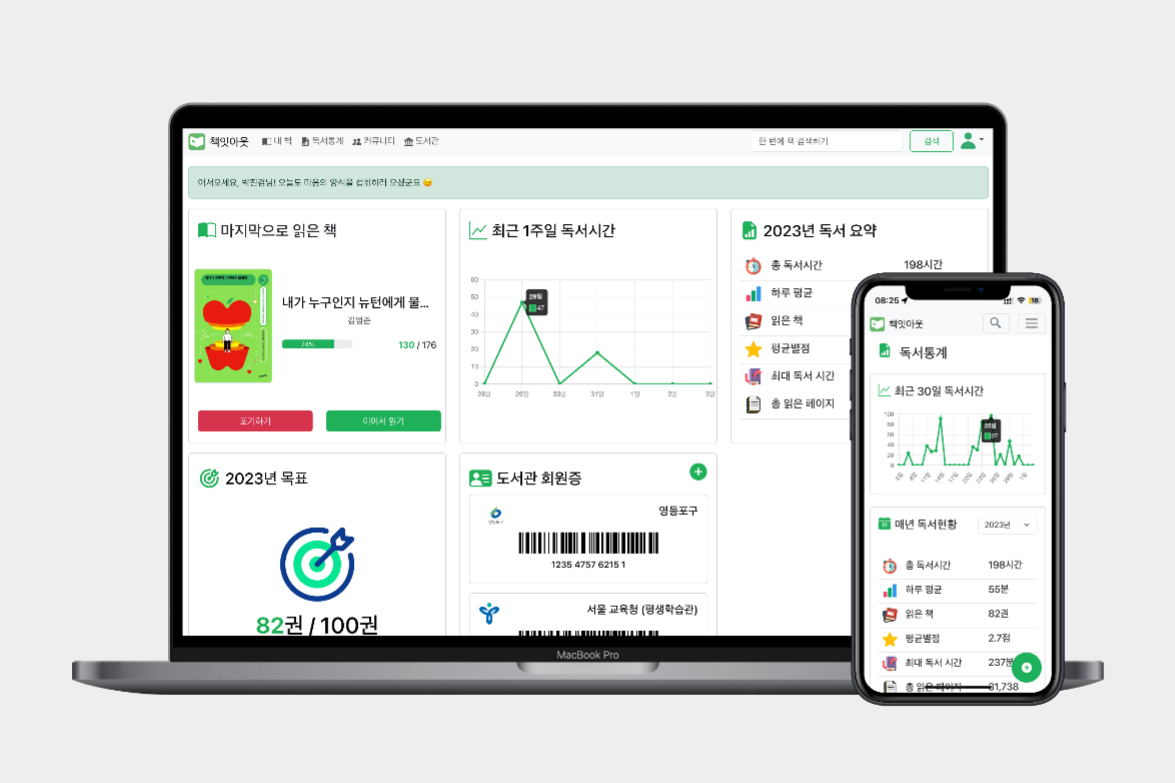 책잇아웃
내 책
독서통계
커뮤니티
도서관
한 번에 책 검색하기
검색
어서오세요, 박진겸님! 오늘도 마음의 양식을 섭취하러 오셨군요
마지막으로 읽은 책
내가 누구인지 뉴턴에게 물...
김범준
74%
130 / 176
포기하기
이어서 읽기
최근 1주일 독서시간
60
50
40
30
20
10
0
29일
47
28일
29일
30일
31일
1일
2일
3일
2023년 독서 요약
총 독서시간
198시간
하루 평균
읽은 책
평균별점
최대 독서 시간
총 읽은 페이지
2023년 목표
82권 / 100권
도서관 회원증
영등포구
1235 4757 6215 1
서울 교육청 (평생학습관)
MacBook Pro
08:25
18
책잇아웃
독서통계
최근 30일 독서시간
100
80
60
40
20
0
25일
97
매년 독서현황
2023년
총 독서시간
198시간
하루 평균
55분
읽은 책
82권
평균별점
2.7점
최대 독서 시간
237분
총 읽은 페이지
31,738